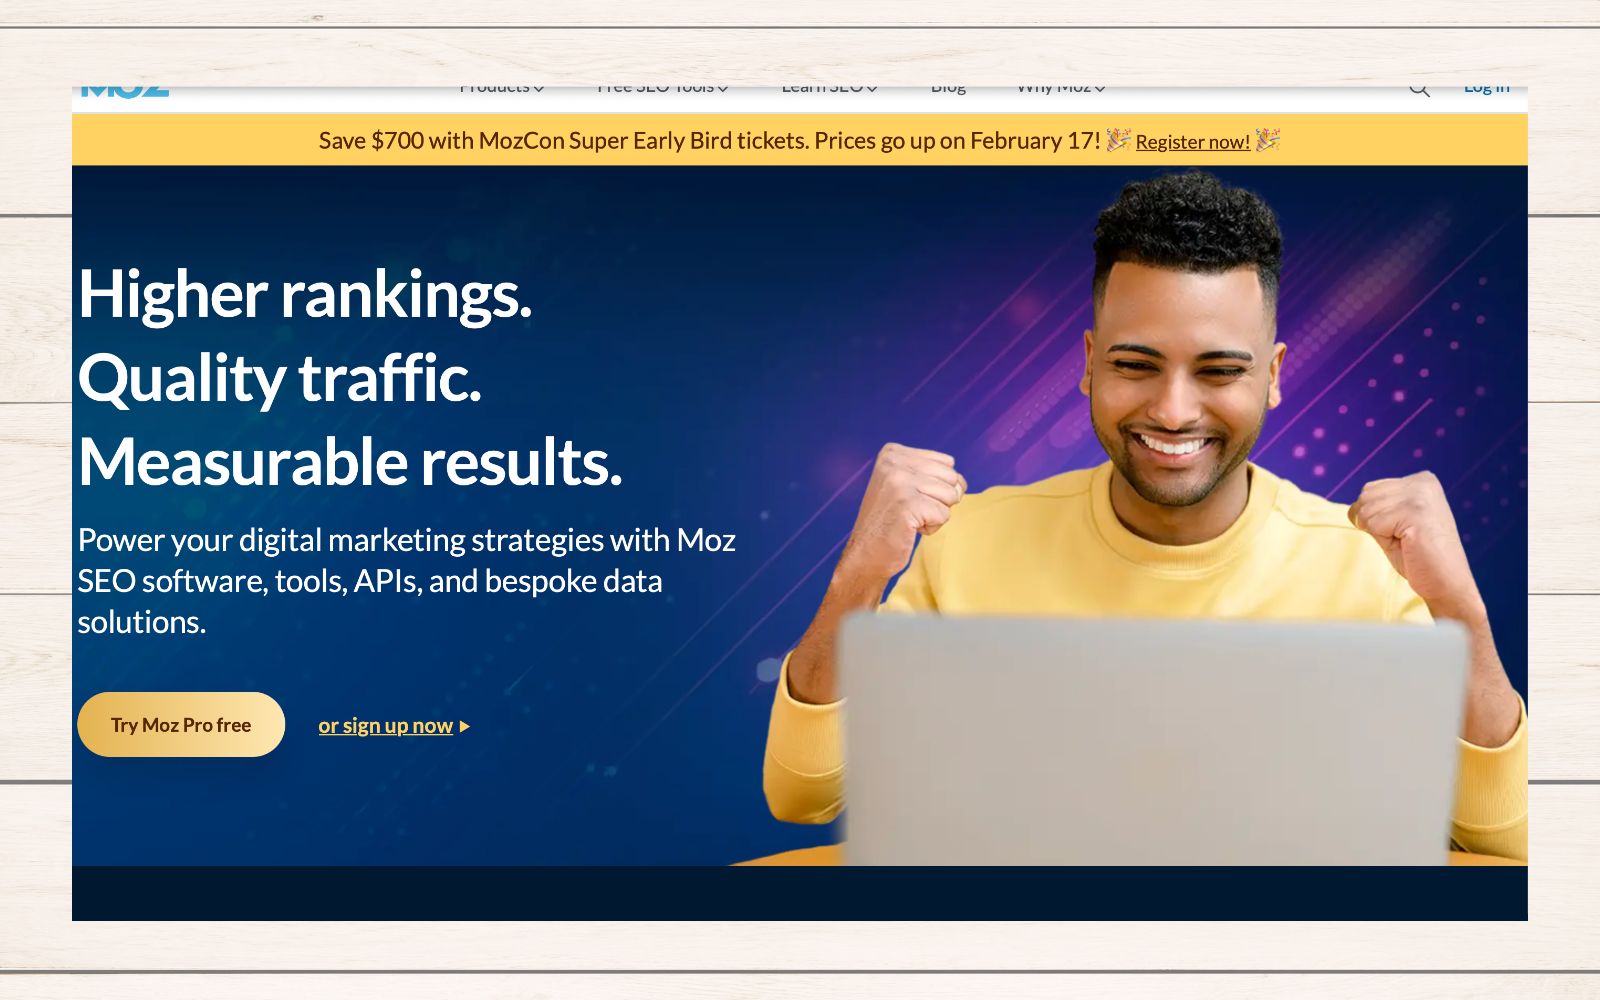 Moz
Products
Free SEO Tools
Learn SEO
Blog
Why Moz
Log in
Save $700 with MozCon Super Early Bird tickets. Prices go up on February 17! 🎉 Register now! 🎉
Higher rankings.
Quality traffic.
Measurable results.
Power your digital marketing strategies with Moz
SEO software, tools, APIs, and bespoke data
solutions.
Try Moz Pro free
or sign up now ▶